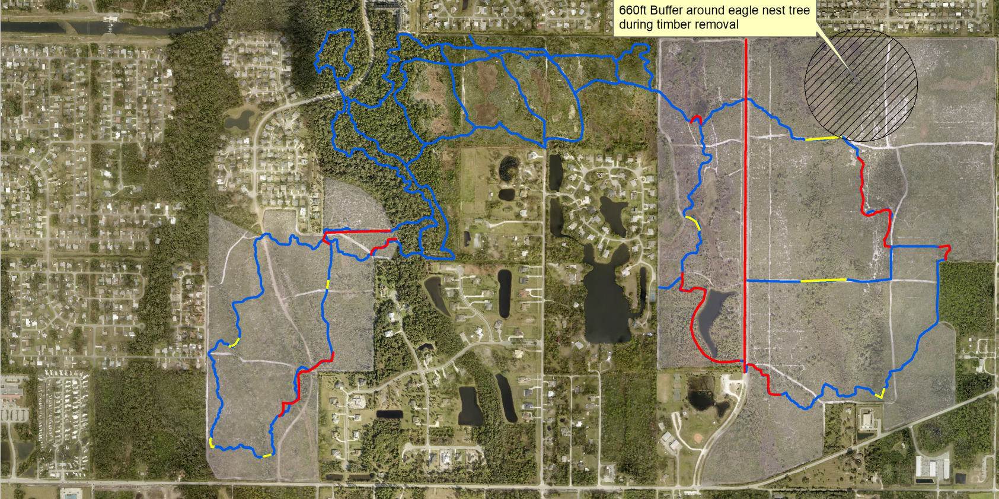 660ft Buffer around eagle nest tree
during timber removal